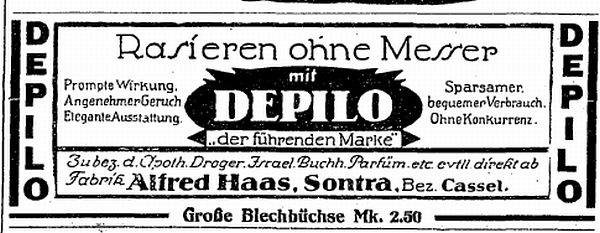 DEPILO
Rasieren ohne Messer
mit
DEPILO
„der führenden Marke“
Prompte Wirkung.
Angenehmer Geruch
Elegante Ausstattung.
Sparsamer,
bequemer Verbrauch.
Ohne Konkurrenz.
Zu bez. d. Apoth. Droger. Israel. Buchh. Parfüm. etc. evtll direkt ab
Fabrik Alfred Haas, Sontra, Bez. Cassel.
DEPILO
Große Blechbüchse Mk. 2.50